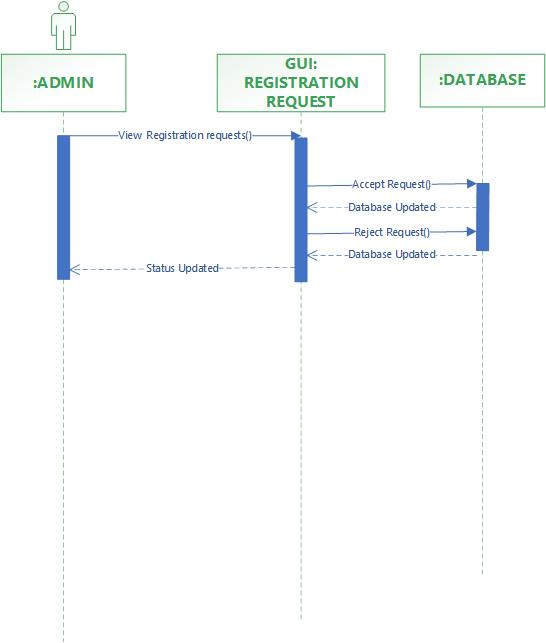 :ADMIN
GUI:
REGISTRATION
REQUEST
:DATABASE
View Registration requests()
Accept Request()
Database Updated
Reject Request()
Database Updated
Status Updated